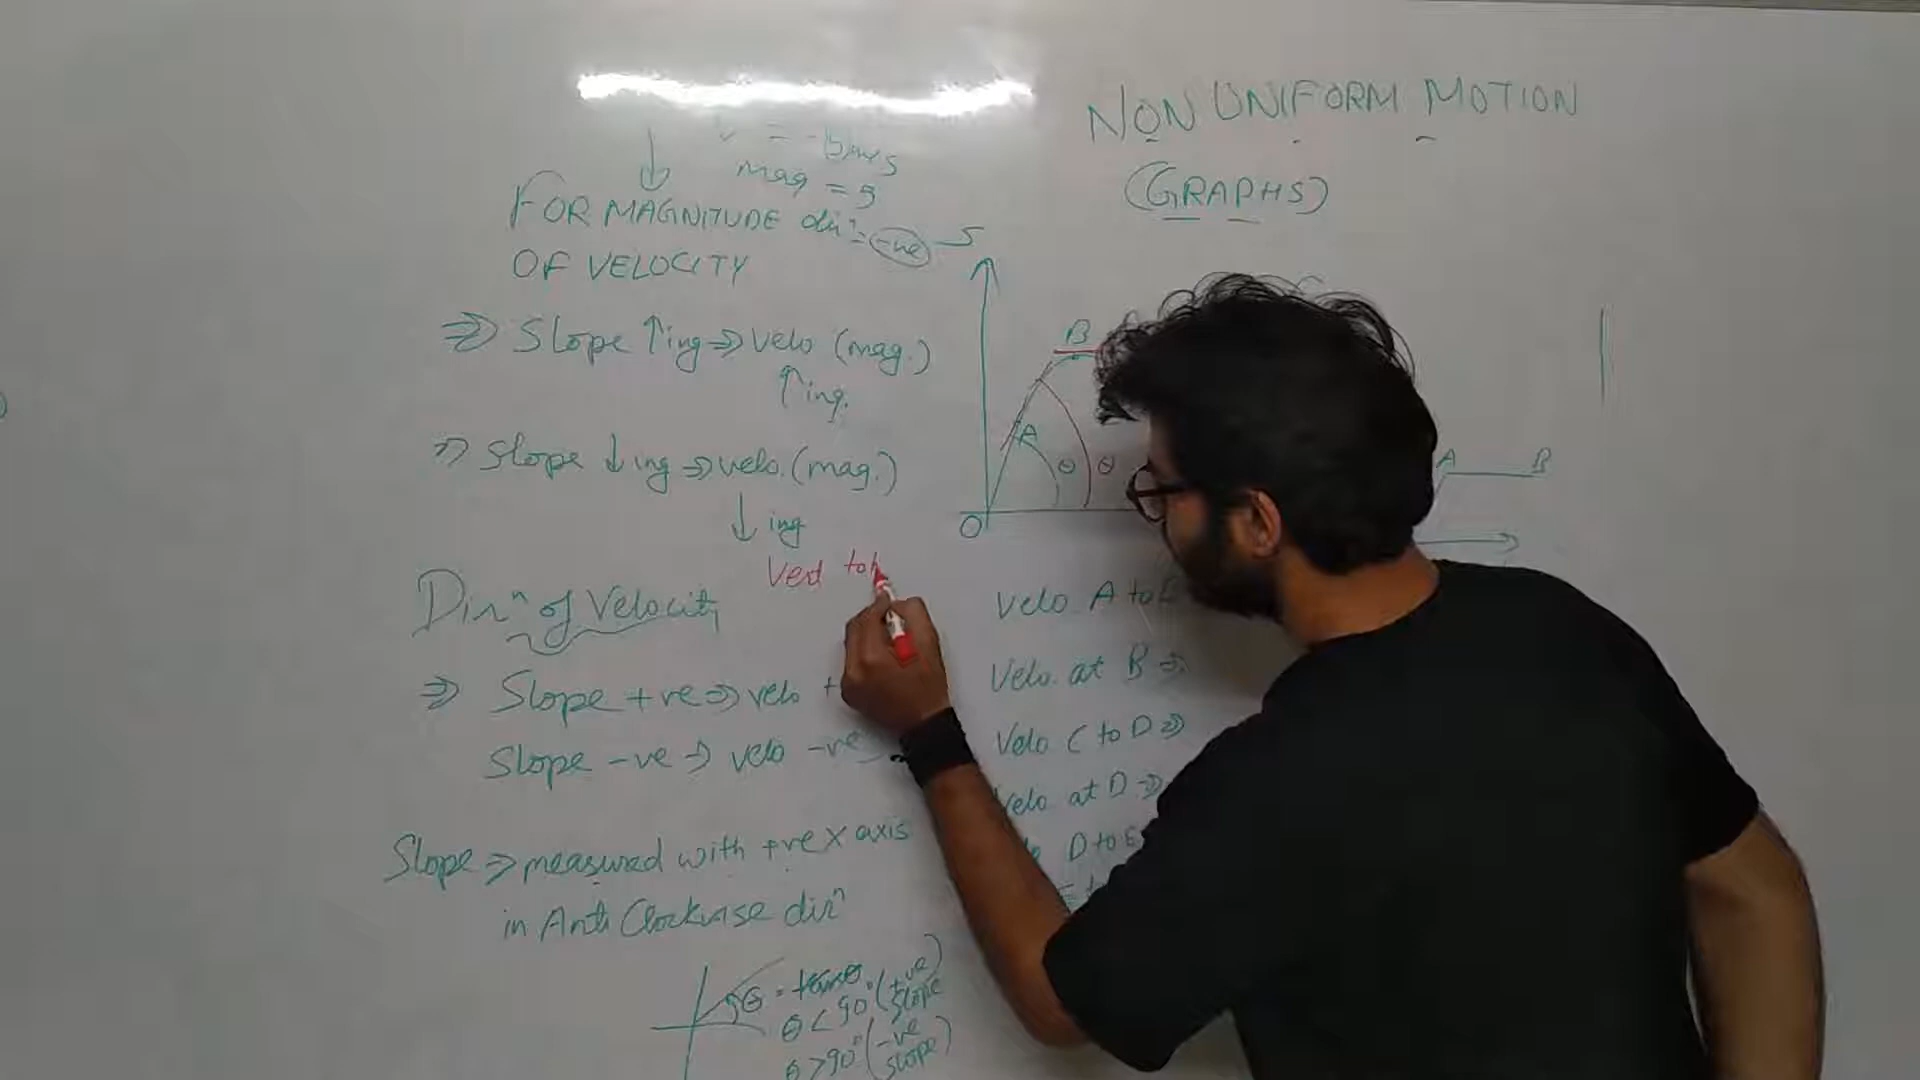 NON UNIFORM MOTION
(GRAPHS)
mag = 5
FOR MAGNITUDE dirⁿ = -ve
OF VELOCITY
⇒ Slope ↑ing ⇒ velo (mag.)
↑ing.
⇒ Slope ↓ing ⇒ velo. (mag.)
↓ing
Dirⁿ of Velocity
⇒ Slope +ve ⇒ velo
Slope -ve ⇒ velo -ve
Slope ⇒ measured with +ve x axis
in Anti Clockwise dirⁿ
θ
θ < 90° (+ve slope
θ > 90° (-ve slope)
S
B
A
θ θ
O
A B
Velo A to
Velo. at B ⇒
Velo C to D ⇒
Velo at D ⇒
D to E